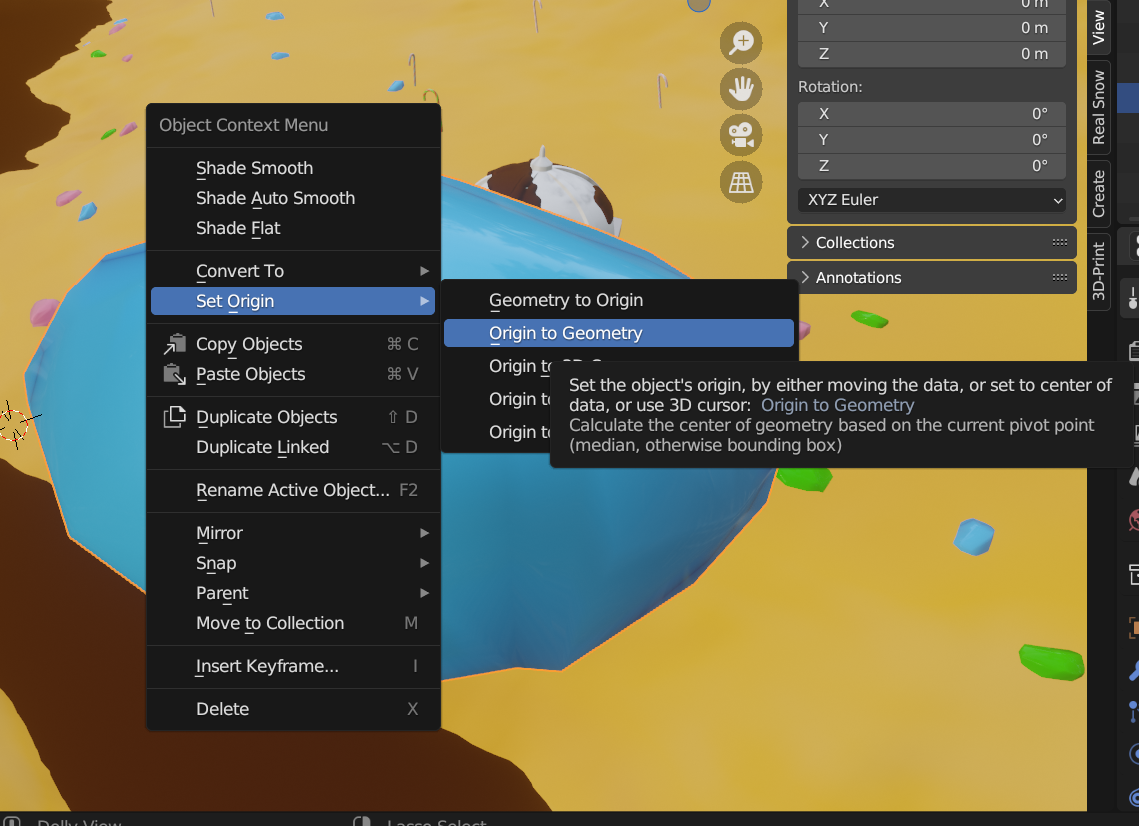 X 0 m
Y 0 m
Z 0 m
Rotation:
X 0°
Y 0°
Z 0°
XYZ Euler
Collections
Annotations
View
Real Snow
Create
3D-Print
Object Context Menu
Shade Smooth
Shade Auto Smooth
Shade Flat
Convert To
Set Origin
Copy Objects ⌘ C
Paste Objects ⌘ V
Duplicate Objects ⇧ D
Duplicate Linked ⌥ D
Rename Active Object... F2
Mirror
Snap
Parent
Move to Collection M
Insert Keyframe... I
Delete X
Geometry to Origin
Origin to Geometry
Origin to
Origin to
Origin to
Set the object's origin, by either moving the data, or set to center of
data, or use 3D cursor: Origin to Geometry
Calculate the center of geometry based on the current pivot point
(median, otherwise bounding box)
Dolly View
Lasso Select